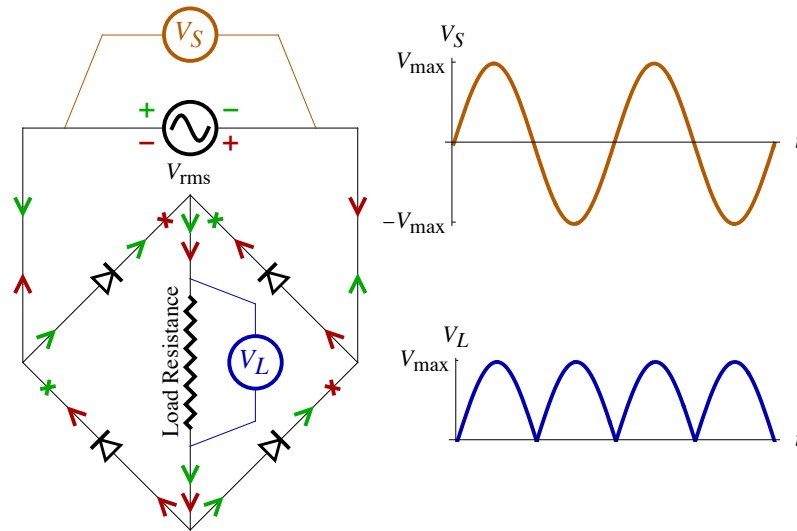 V_S
+ −
− +
V_rms
Load Resistance
V_L
V_S
V_max
−V_max
V_L
V_max